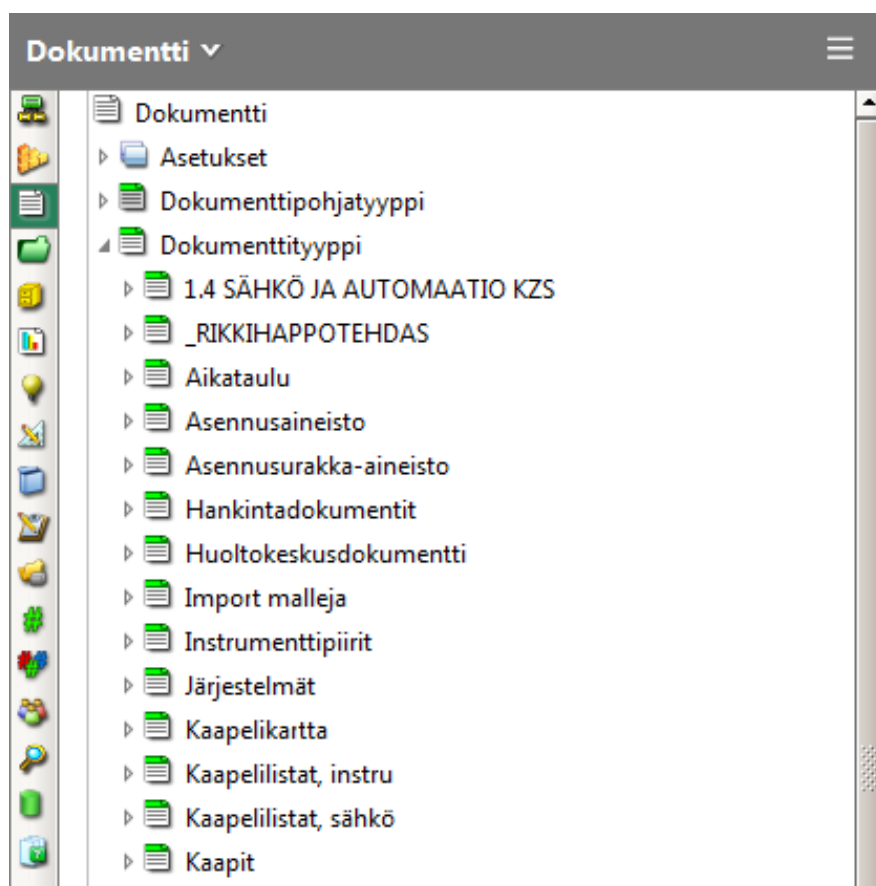 Dokumentti
Dokumentti
Asetukset
Dokumenttipohjatyyppi
Dokumenttityyppi
1.4 SÄHKÖ JA AUTOMAATIO KZS
_RIKKIHAPPOTEHDAS
Aikataulu
Asennusaineisto
Asennusurakka-aineisto
Hankintadokumentit
Huoltokeskusdokumentti
Import malleja
Instrumenttipiirit
Järjestelmät
Kaapelikartta
Kaapelilistat, instru
Kaapelilistat, sähkö
Kaapit